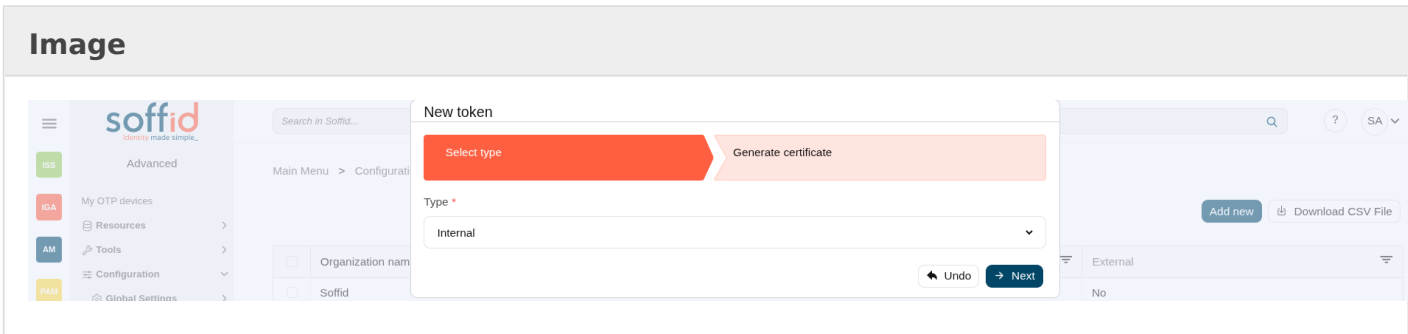 Image
soffid
identity made simple_
Search in Soffid...
New token
? SA
ISS
Advanced
Select type
Generate certificate
Main Menu > Configurati
My OTP devices
IGA
Type *
Add new
Download CSV File
Resources
Internal
AM
Tools
Organization nam
External
Configuration
Undo
Next
PAM
Global Settings
Soffid
No